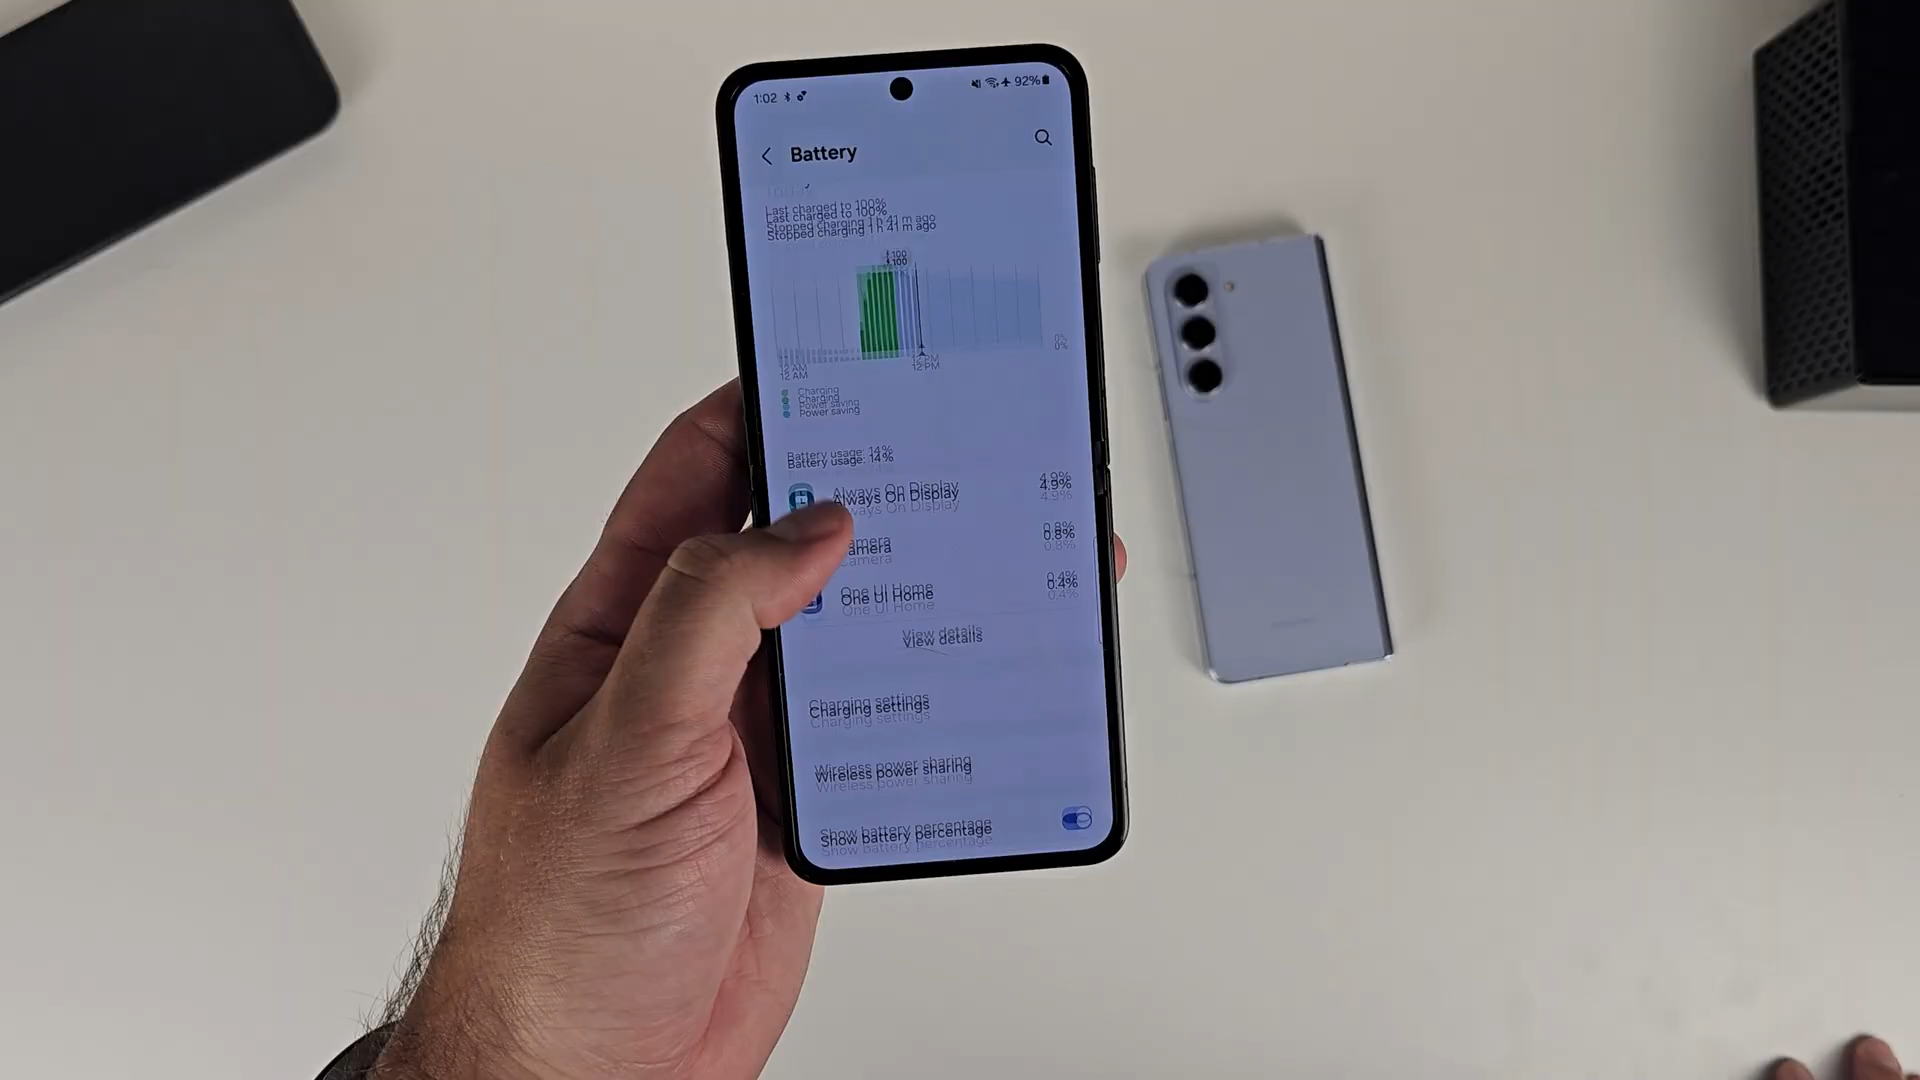 1:02
92%
Battery
Last charged to 100%
Stopped charging 1 h 41 m ago
100
0%
12 AM
12 PM
Charging
Power saving
Battery usage: 14%
Always On Display
4.9%
Camera
0.8%
One UI Home
0.4%
View details
Charging settings
Wireless power sharing
Show battery percentage